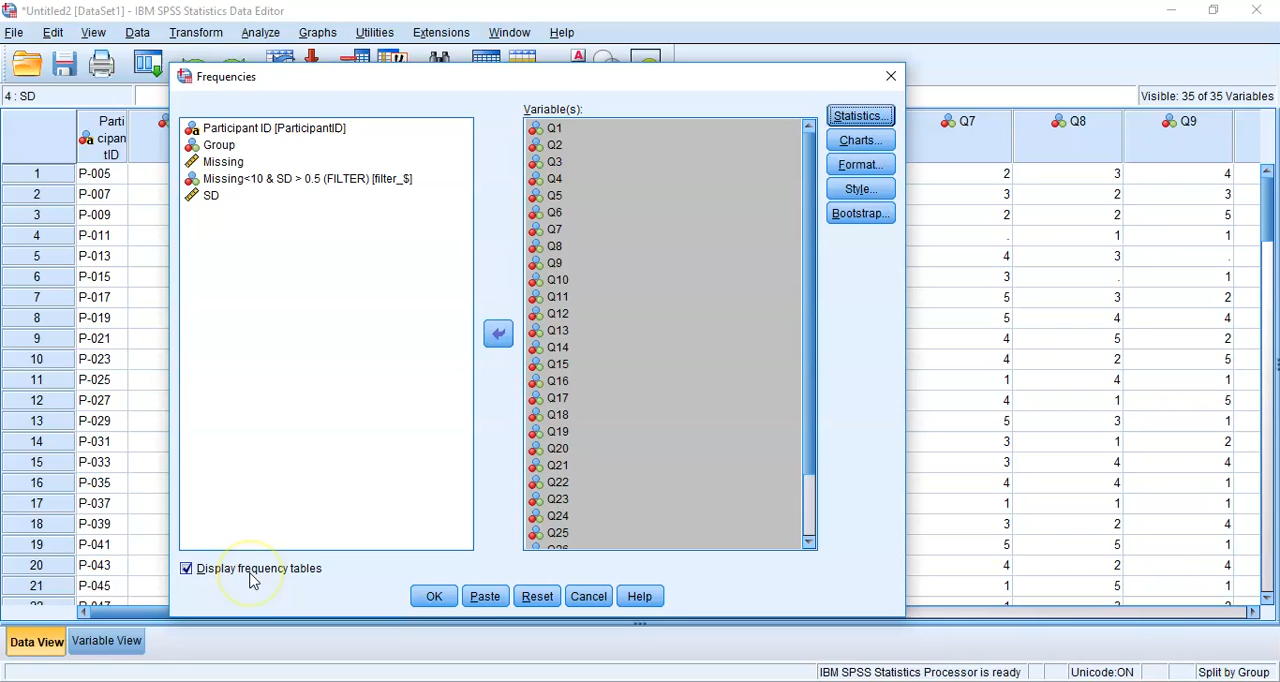 *Untitled2 [DataSet1] - IBM SPSS Statistics Data Editor
File Edit View Data Transform Analyze Graphs Utilities Extensions Window Help
4 : SD
Visible: 35 of 35 Variables
Frequencies
Participant ID [ParticipantID]
Group
Missing
Missing<10 & SD > 0.5 (FILTER) [filter_$]
SD
Display frequency tables
Variable(s):
Q1
Q2
Q3
Q4
Q5
Q6
Q7
Q8
Q9
Q10
Q11
Q12
Q13
Q14
Q15
Q16
Q17
Q18
Q19
Q20
Q21
Q22
Q23
Q24
Q25
Q26
Statistics...
Charts...
Format...
Style...
Bootstrap...
OK Paste Reset Cancel Help
Parti
cipan
tID
Q7 Q8 Q9
1 P-005 2 3 4
2 P-007 3 2 3
3 P-009 2 2 5
4 P-011 . 1 1
5 P-013 4 3 .
6 P-015 3 . 1
7 P-017 5 3 2
8 P-019 5 4 4
9 P-021 4 5 2
10 P-023 4 2 5
11 P-025 1 4 1
12 P-027 4 1 5
13 P-029 5 3 1
14 P-031 3 1 2
15 P-033 3 4 4
16 P-035 4 4 1
17 P-037 1 1 1
18 P-039 3 2 4
19 P-041 5 5 1
20 P-043 4 2 4
21 P-045 1 5 1
22 P-047 1 3 3
Data View Variable View
IBM SPSS Statistics Processor is ready Unicode:ON Split by Group